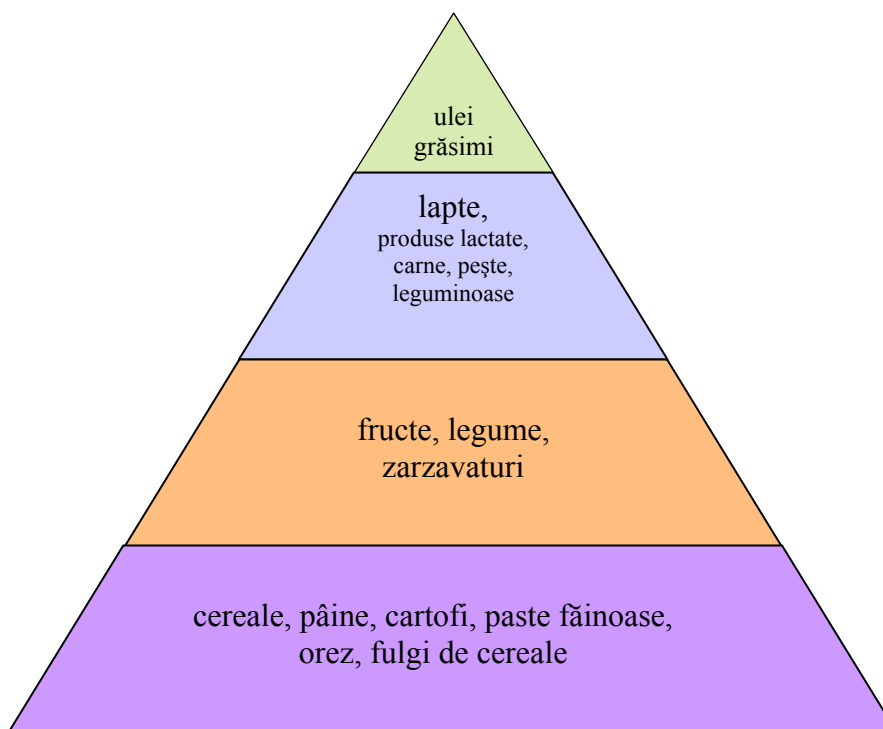 ulei
grăsimi
lapte,
produse lactate,
carne, peşte,
leguminoase
fructe, legume,
zarzavaturi
cereale, pâine, cartofi, paste făinoase,
orez, fulgi de cereale